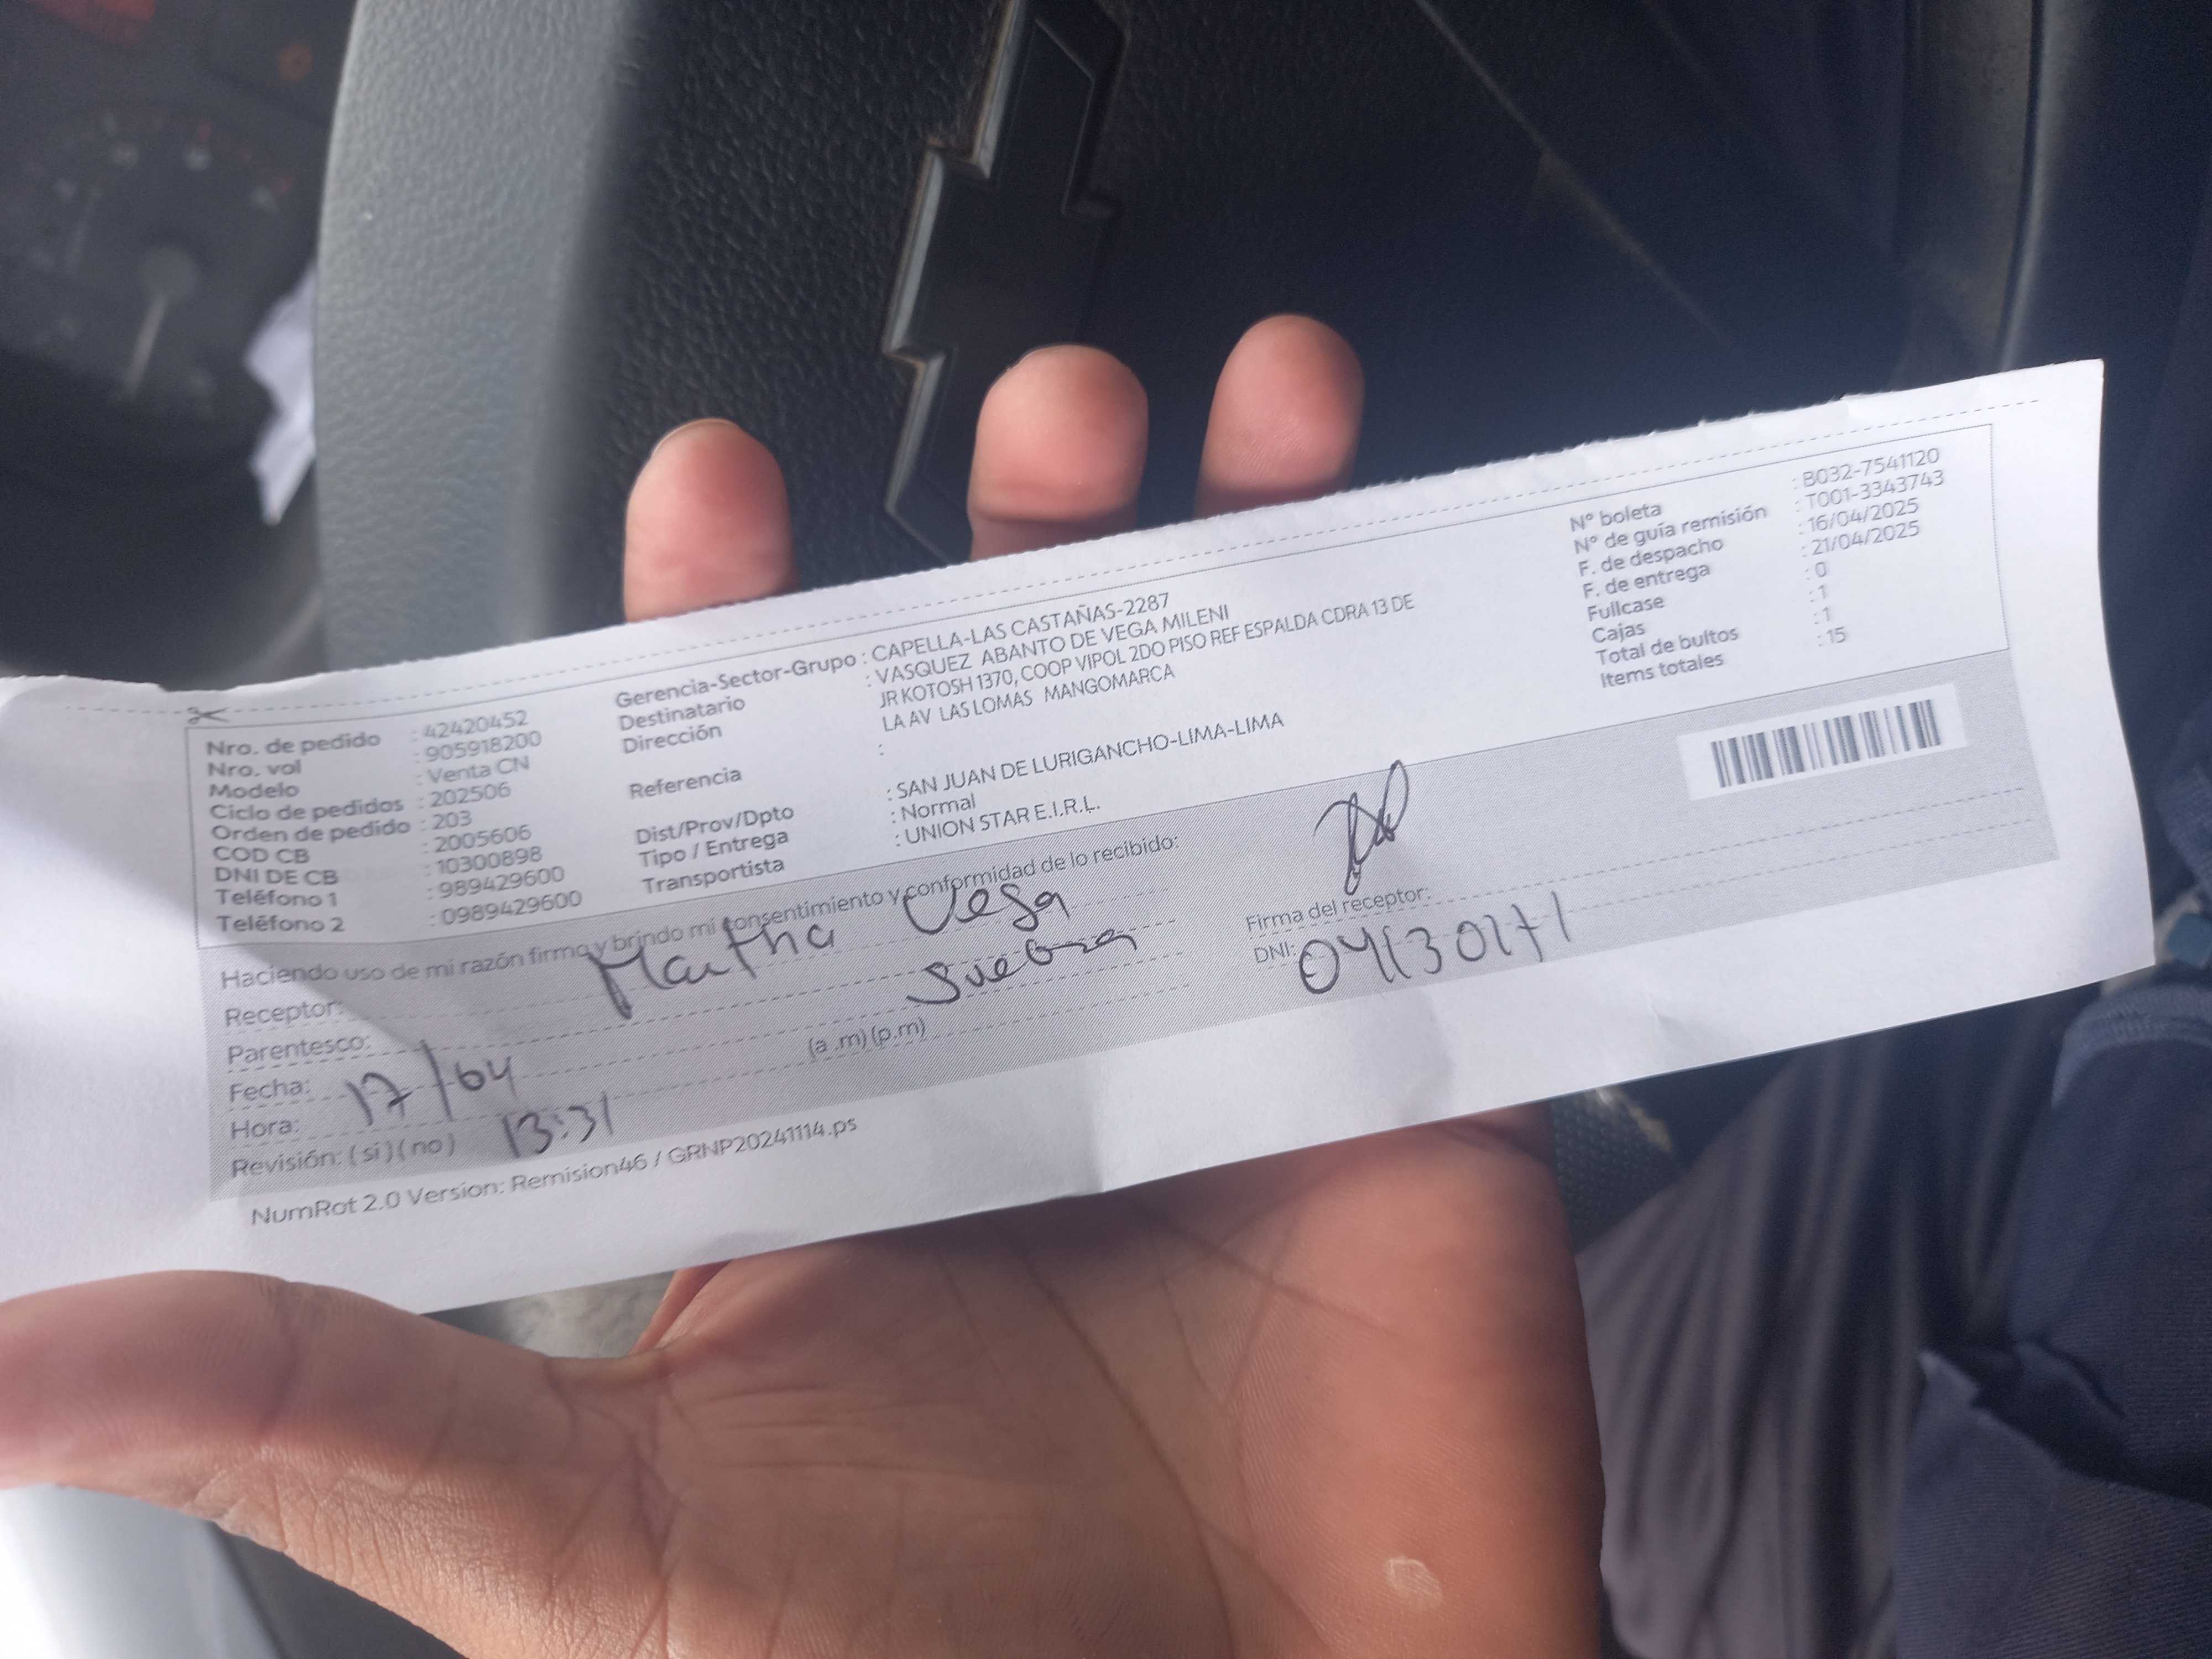 Nro. de pedido : 42420452
Nro. vol : 905918200
Modelo : Venta CN
Ciclo de pedidos : 202506
Orden de pedido : 203
COD CB : 2005606
DNI DE CB : 10300898
Teléfono 1 : 989429600
Teléfono 2 : 0989429600
Gerencia-Sector-Grupo : CAPELLA-LAS CASTAÑAS-2287
Destinatario : VASQUEZ ABANTO DE VEGA MILENI
Dirección JR KOTOSH 1370, COOP VIPOL 2DO PISO REF ESPALDA CDRA 13 DE
LA AV LAS LOMAS MANGOMARCA
Referencia :
Dist/Prov/Dpto : SAN JUAN DE LURIGANCHO-LIMA-LIMA
Tipo / Entrega : Normal
Transportista : UNION STAR E.I.R.L.
N° boleta : B032-7541120
N° de guía remisión : T001-3343743
F. de despacho : 16/04/2025
F. de entrega : 21/04/2025
Fullcase : 0
Cajas : 1
Total de bultos : 1
Items totales : 15
Haciendo uso de mi razón firmo y brindo mi consentimiento y conformidad de lo recibido:
Receptor: Martha Vega
Parentesco: Suegra
Fecha: 17/04
Hora: 13:31 (a .m) (p.m)
Revisión: ( si ) ( no )
Firma del receptor:
DNI:
NumRot 2.0 Version: Remision46 / GRNP20241114.ps